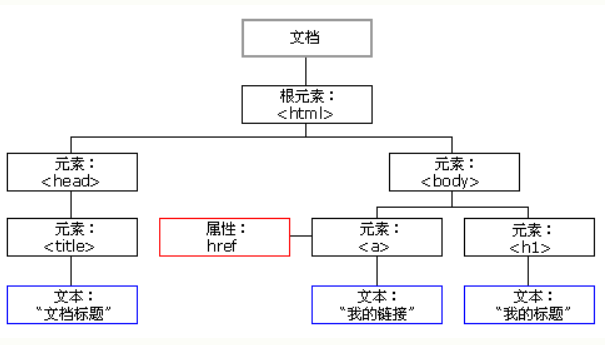 文档
根元素：
<html>
元素：
<head>
元素：
<body>
元素：
<title>
属性：
href
元素：
<a>
元素：
<h1>
文本：
“文档标题”
文本：
“我的链接”
文本：
“我的标题”